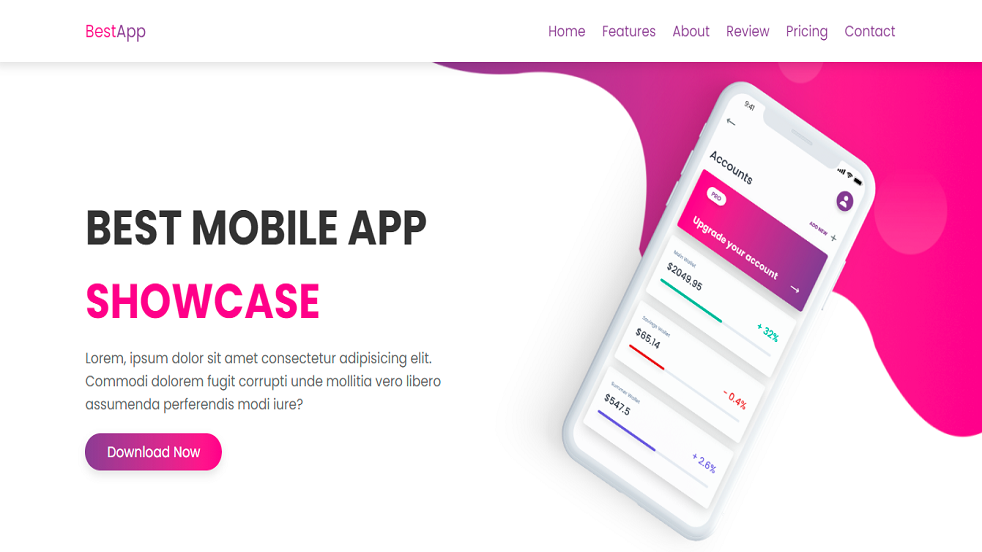 BestApp
Home Features About Review Pricing Contact
BEST MOBILE APP
SHOWCASE
Lorem, ipsum dolor sit amet consectetur adipisicing elit.
Commodi dolorem fugit corrupti unde mollitia vero libero
assumenda perferendis modi iure?
Download Now
9:41
Accounts
PRO
ADD NEW +
Upgrade your account
Main Wallet
$2049.95
+ 32%
Savings Wallet
$65.14
- 0.4%
Summer Wallet
$547.5
+ 2.6%